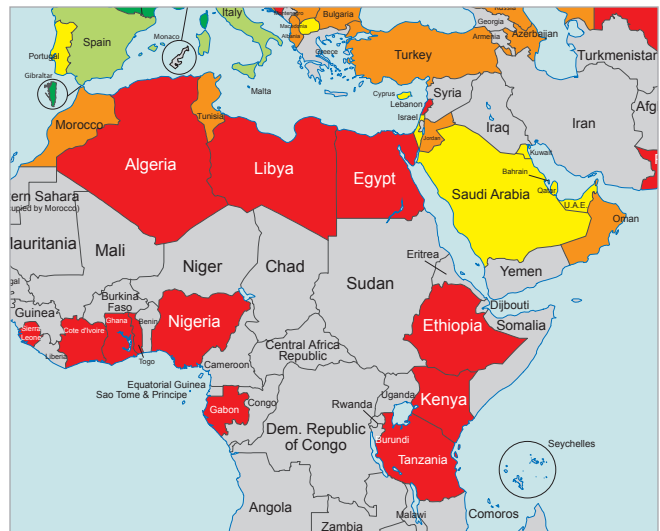 Monaco
Italy
Montenegro
Bulgaria
Georgia
Macedonia
Albania
Armenia
Azerbaijan
Portugal
Spain
Greece
Turkey
Turkmenistan
Gibraltar
Malta
Cyprus
Lebanon
Syria
Afg
Morocco
Tunisia
Israel
Jordan
Iraq
Iran
Algeria
Libya
Egypt
Kuwait
Bahrain
Saudi Arabia
Qatar
U.A.E.
Oman
ern Sahara
upied by Morocco)
Mauritania
Mali
Niger
Chad
Sudan
Eritrea
Yemen
gal
Guinea
Burkina
Faso
Djibouti
Sierra
Leone
Cote d'Ivoire
Ghana
Benin
Nigeria
Ethiopia
Somalia
Liberia
Togo
Cameroon
Central Africa
Republic
Equatorial Guinea
Sao Tome & Principe
Gabon
Congo
Uganda
Kenya
Rwanda
Dem. Republic
of Congo
Burundi
Tanzania
Seychelles
Angola
Malawi
Comoros
Zambia